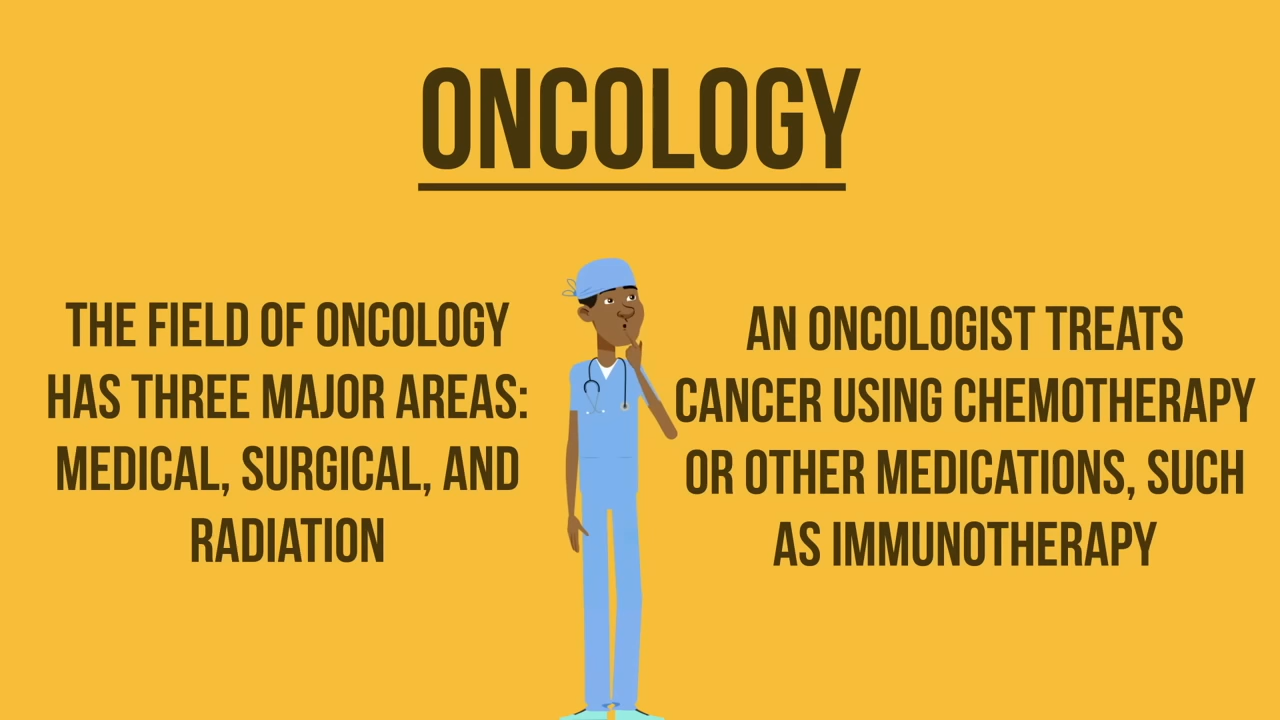 ONCOLOGY
THE FIELD OF ONCOLOGY
HAS THREE MAJOR AREAS:
MEDICAL, SURGICAL, AND
RADIATION
AN ONCOLOGIST TREATS
CANCER USING CHEMOTHERAPY
OR OTHER MEDICATIONS, SUCH
AS IMMUNOTHERAPY